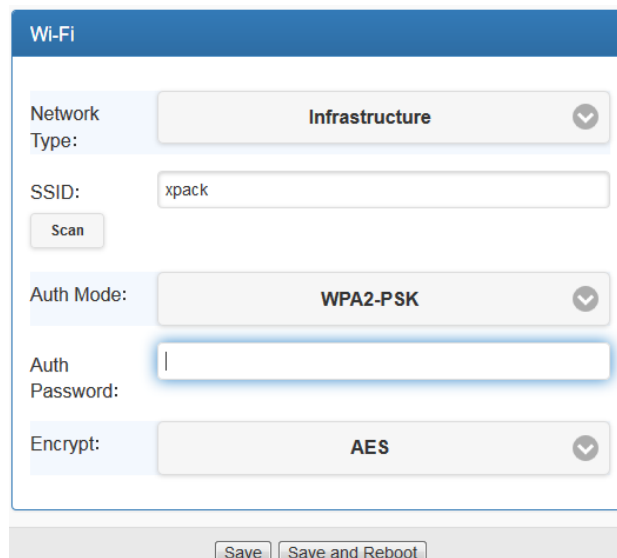 Wi-Fi
Network
Type:
Infrastructure
SSID:
xpack
Scan
Auth Mode:
WPA2-PSK
Auth
Password:
Encrypt:
AES
Save
Save and Reboot